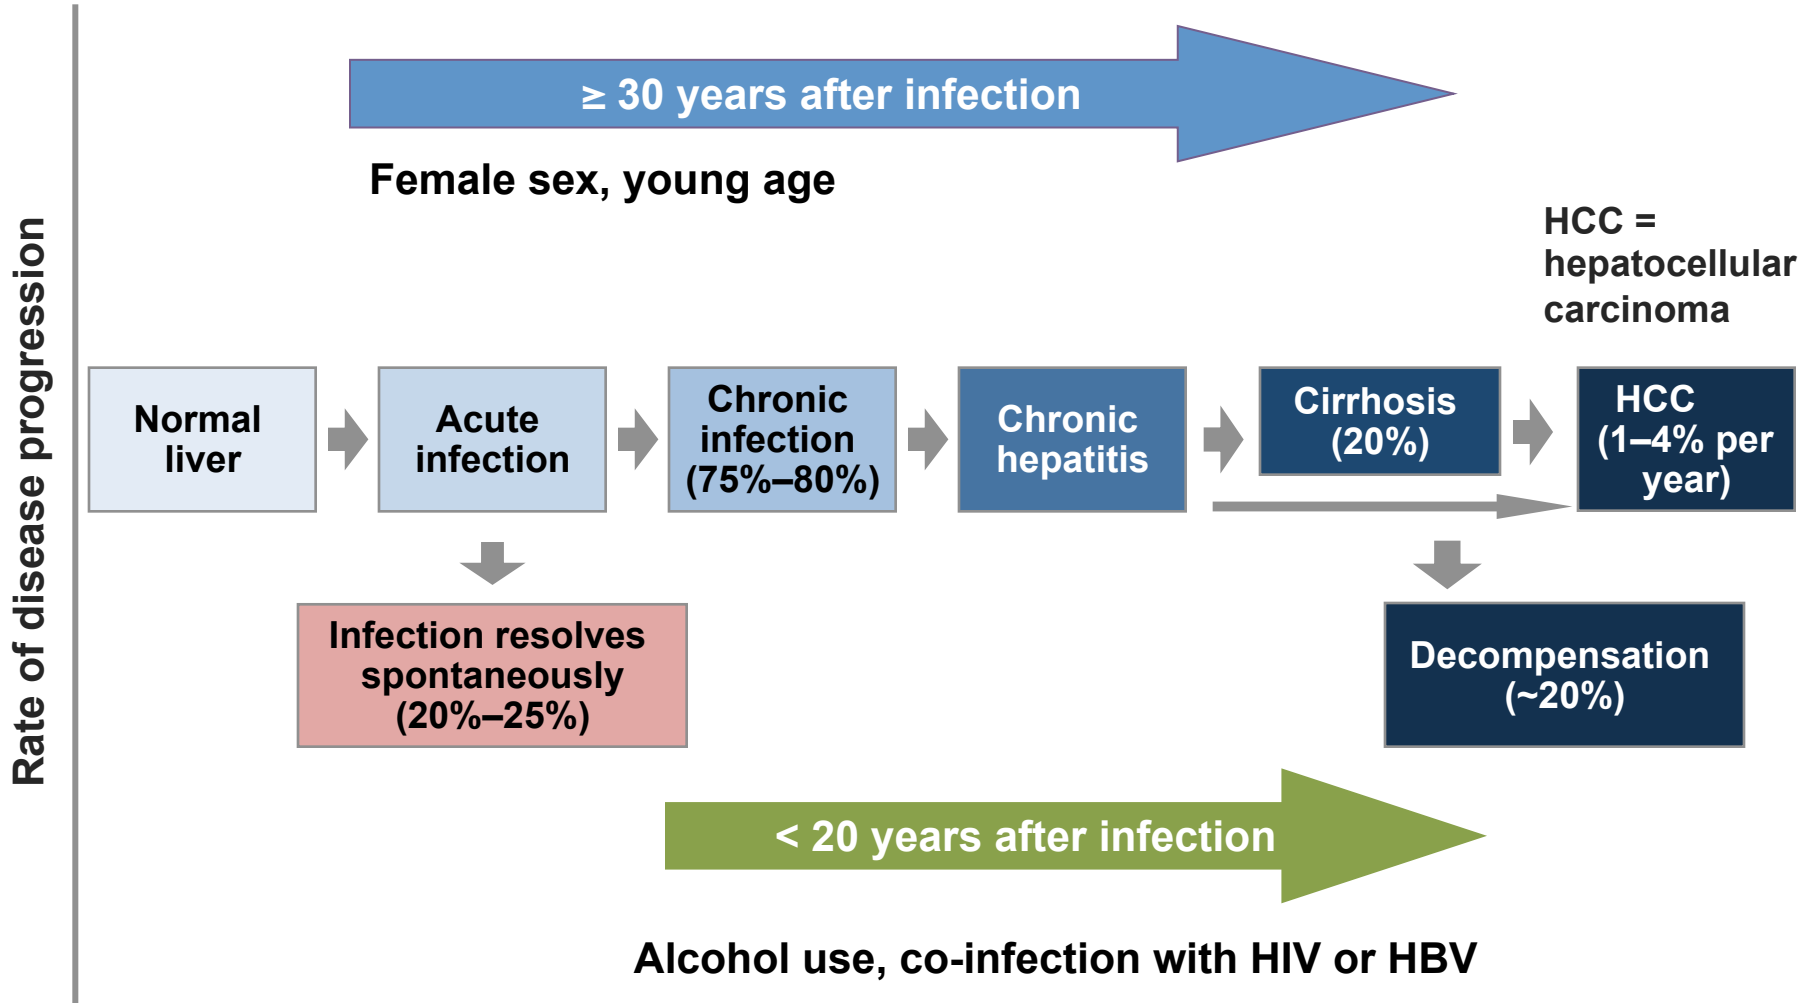 Rate of disease progression
≥ 30 years after infection
Female sex, young age
HCC =
hepatocellular
carcinoma
Normal
liver
Acute
infection
Chronic
infection
(75%–80%)
Chronic
hepatitis
Cirrhosis
(20%)
HCC
(1–4% per
year)
Infection resolves
spontaneously
(20%–25%)
Decompensation
(~20%)
< 20 years after infection
Alcohol use, co-infection with HIV or HBV